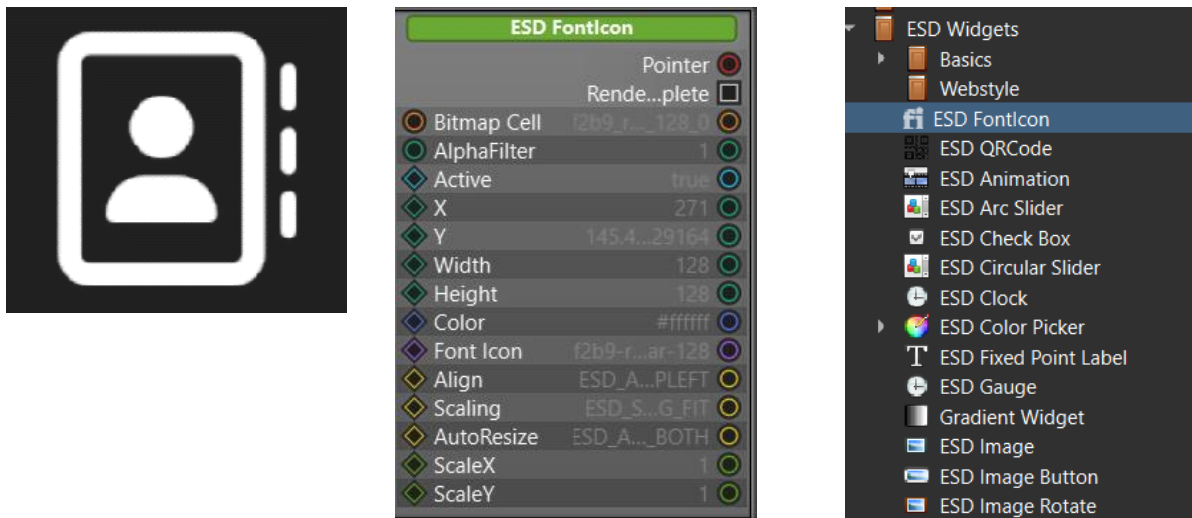 ESD FontIcon
Pointer
Rende...plete
Bitmap Cell f2b9_r..._128_0
AlphaFilter 1
Active true
X 271
Y 145.4...29164
Width 128
Height 128
Color #ffffff
Font Icon f2b9-r...ar-128
Align ESD_A...PLEFT
Scaling ESD_S...G_FIT
AutoResize ESD_A..._BOTH
ScaleX 1
ScaleY 1
ESD Widgets
Basics
Webstyle
ESD FontIcon
ESD QRCode
ESD Animation
ESD Arc Slider
ESD Check Box
ESD Circular Slider
ESD Clock
ESD Color Picker
ESD Fixed Point Label
ESD Gauge
Gradient Widget
ESD Image
ESD Image Button
ESD Image Rotate